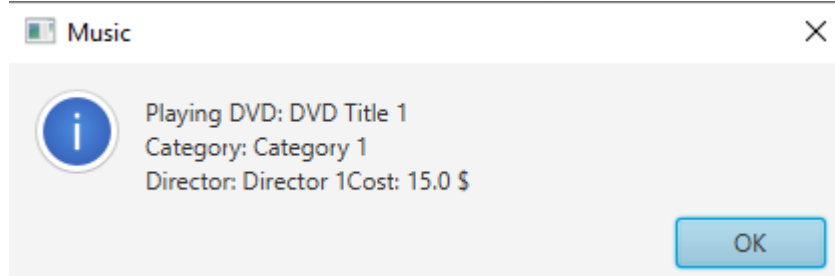 Music
Playing DVD: DVD Title 1
Category: Category 1
Director: Director 1Cost: 15.0 $
OK